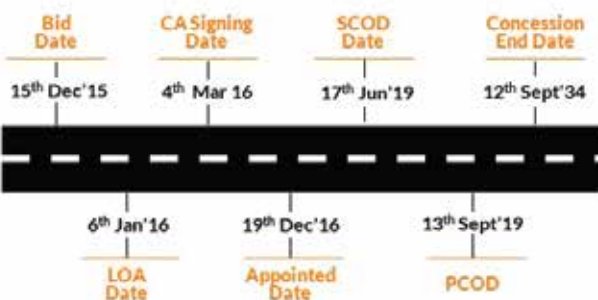 Bid
Date
CA Signing
Date
SCOD
Date
Concession
End Date
15th Dec'15
4th Mar 16
17th Jun'19
12th Sept'34
6th Jan'16
19th Dec'16
13th Sept'19
LOA
Date
Appointed
Date
PCOD